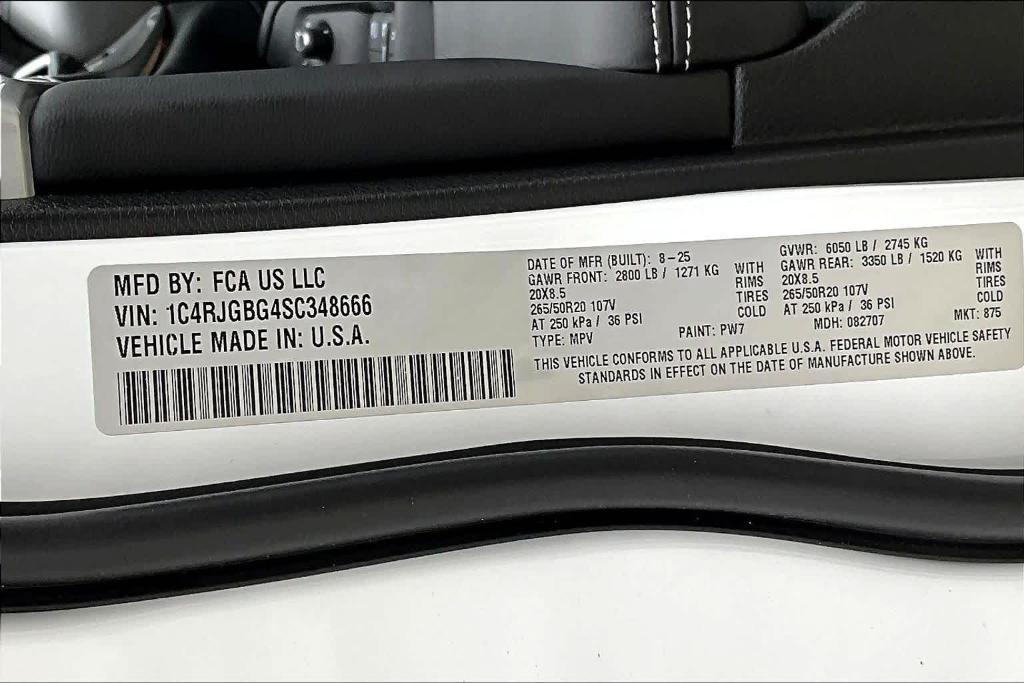 MFD BY: FCA US LLC
VIN: 1C4RJGBG4SC348666
VEHICLE MADE IN: U.S.A.
DATE OF MFR (BUILT): 8-25
GAWR FRONT: 2800 LB / 1271 KG WITH
20X8.5 RIMS
265/50R20 107V TIRES
AT 250 kPa / 36 PSI COLD
TYPE: MPV PAINT: PW7
GVWR: 6050 LB / 2745 KG
GAWR REAR: 3350 LB / 1520 KG WITH
20X8.5 RIMS
265/50R20 107V TIRES
AT 250 kPa / 36 PSI COLD
MDH: 082707 MKT: 875
THIS VEHICLE CONFORMS TO ALL APPLICABLE U.S.A. FEDERAL MOTOR VEHICLE SAFETY
STANDARDS IN EFFECT ON THE DATE OF MANUFACTURE SHOWN ABOVE.